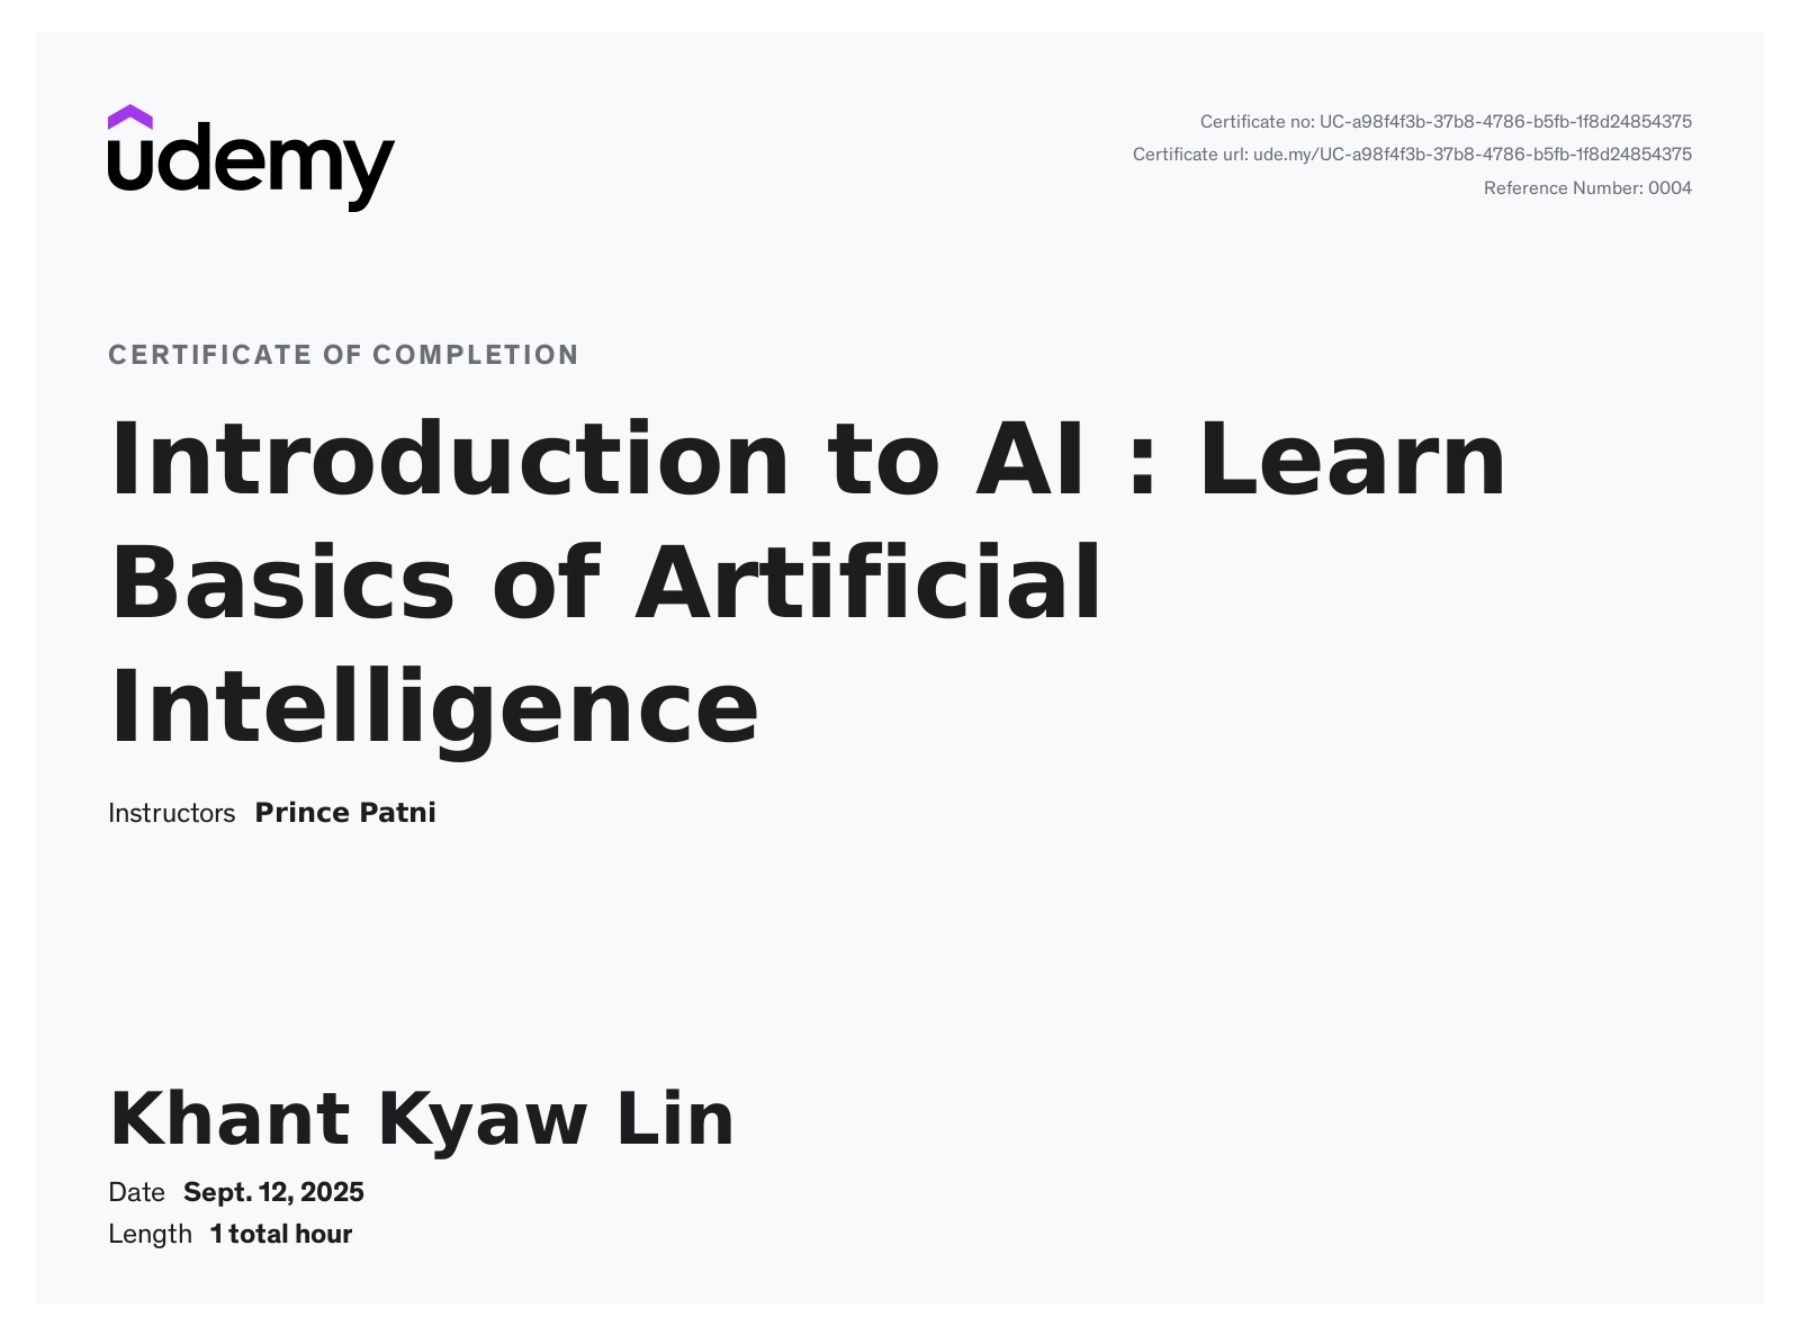 udemy
Certificate no: UC-a98f4f3b-37b8-4786-b5fb-1f8d24854375
Certificate url: ude.my/UC-a98f4f3b-37b8-4786-b5fb-1f8d24854375
Reference Number: 0004
CERTIFICATE OF COMPLETION
Introduction to AI : Learn
Basics of Artificial
Intelligence
Instructors Prince Patni
Khant Kyaw Lin
Date Sept. 12, 2025
Length 1 total hour